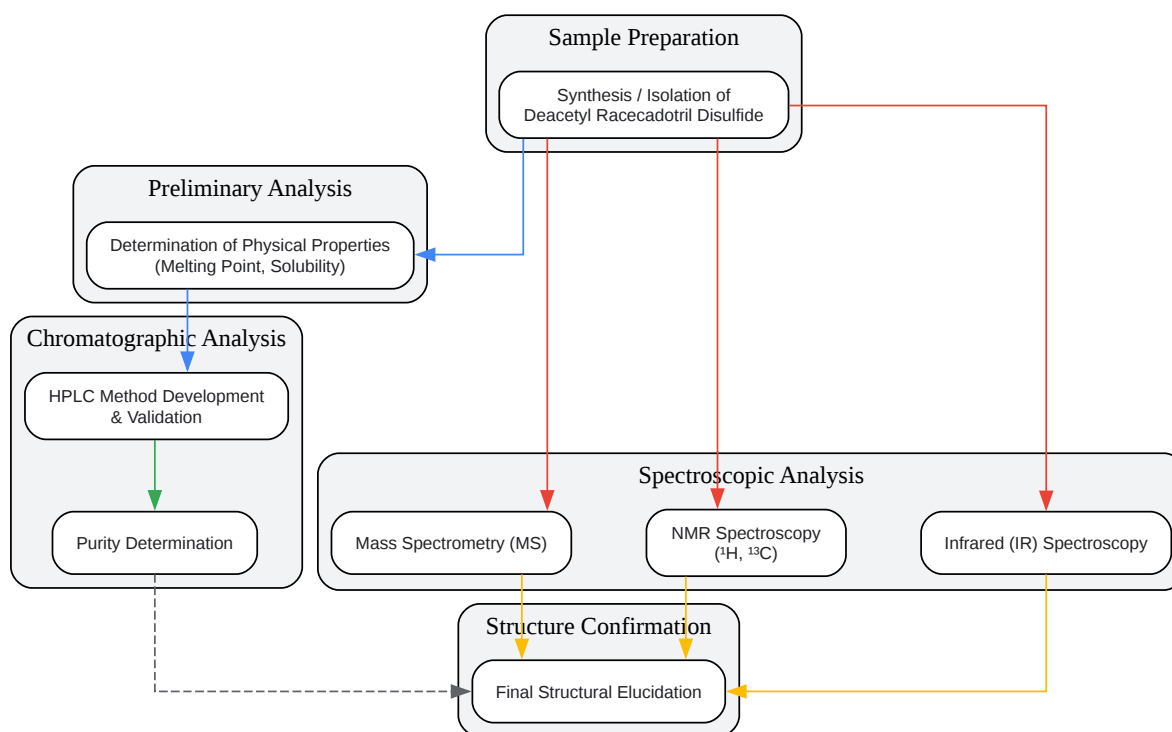 Sample Preparation
Synthesis / Isolation of
Deacetyl Racecadotril Disulfide
Preliminary Analysis
Determination of Physical Properties
(Melting Point, Solubility)
Chromatographic Analysis
HPLC Method Development
& Validation
Purity Determination
Spectroscopic Analysis
Mass Spectrometry (MS)
NMR Spectroscopy
(¹H, ¹³C)
Infrared (IR) Spectroscopy
Structure Confirmation
Final Structural Elucidation